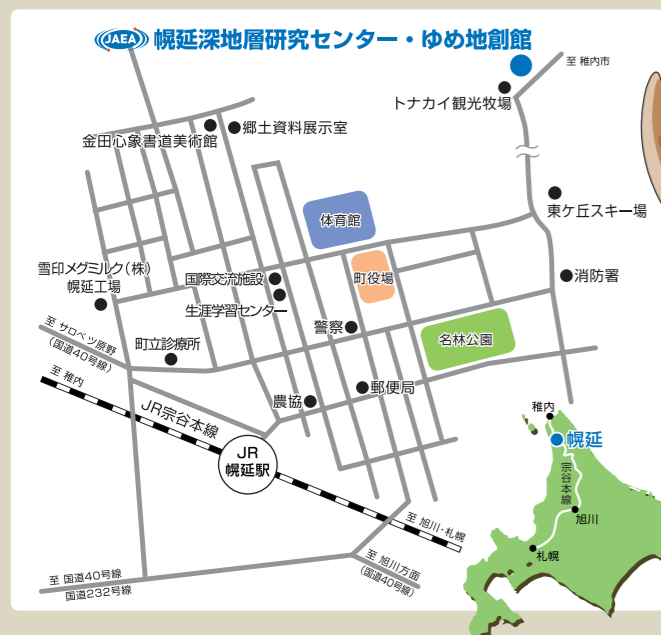 JAEA 幌延深地層研究センター・ゆめ地創館
至 稚内市
トナカイ観光牧場
金田心象書道美術館
郷土資料展示室
東ケ丘スキー場
体育館
雪印メグミルク(株)
幌延工場
国際交流施設
町役場
消防署
生涯学習センター
至 サロベツ原野
(国道40号線)
町立診療所
警察
名林公園
至 稚内
JR宗谷本線
農協
郵便局
JR
幌延駅
稚内
幌延
宗谷本線
旭川
札幌
至 旭川・札幌
至 旭川方面
(国道40号線)
至 国道40号線
国道232号線